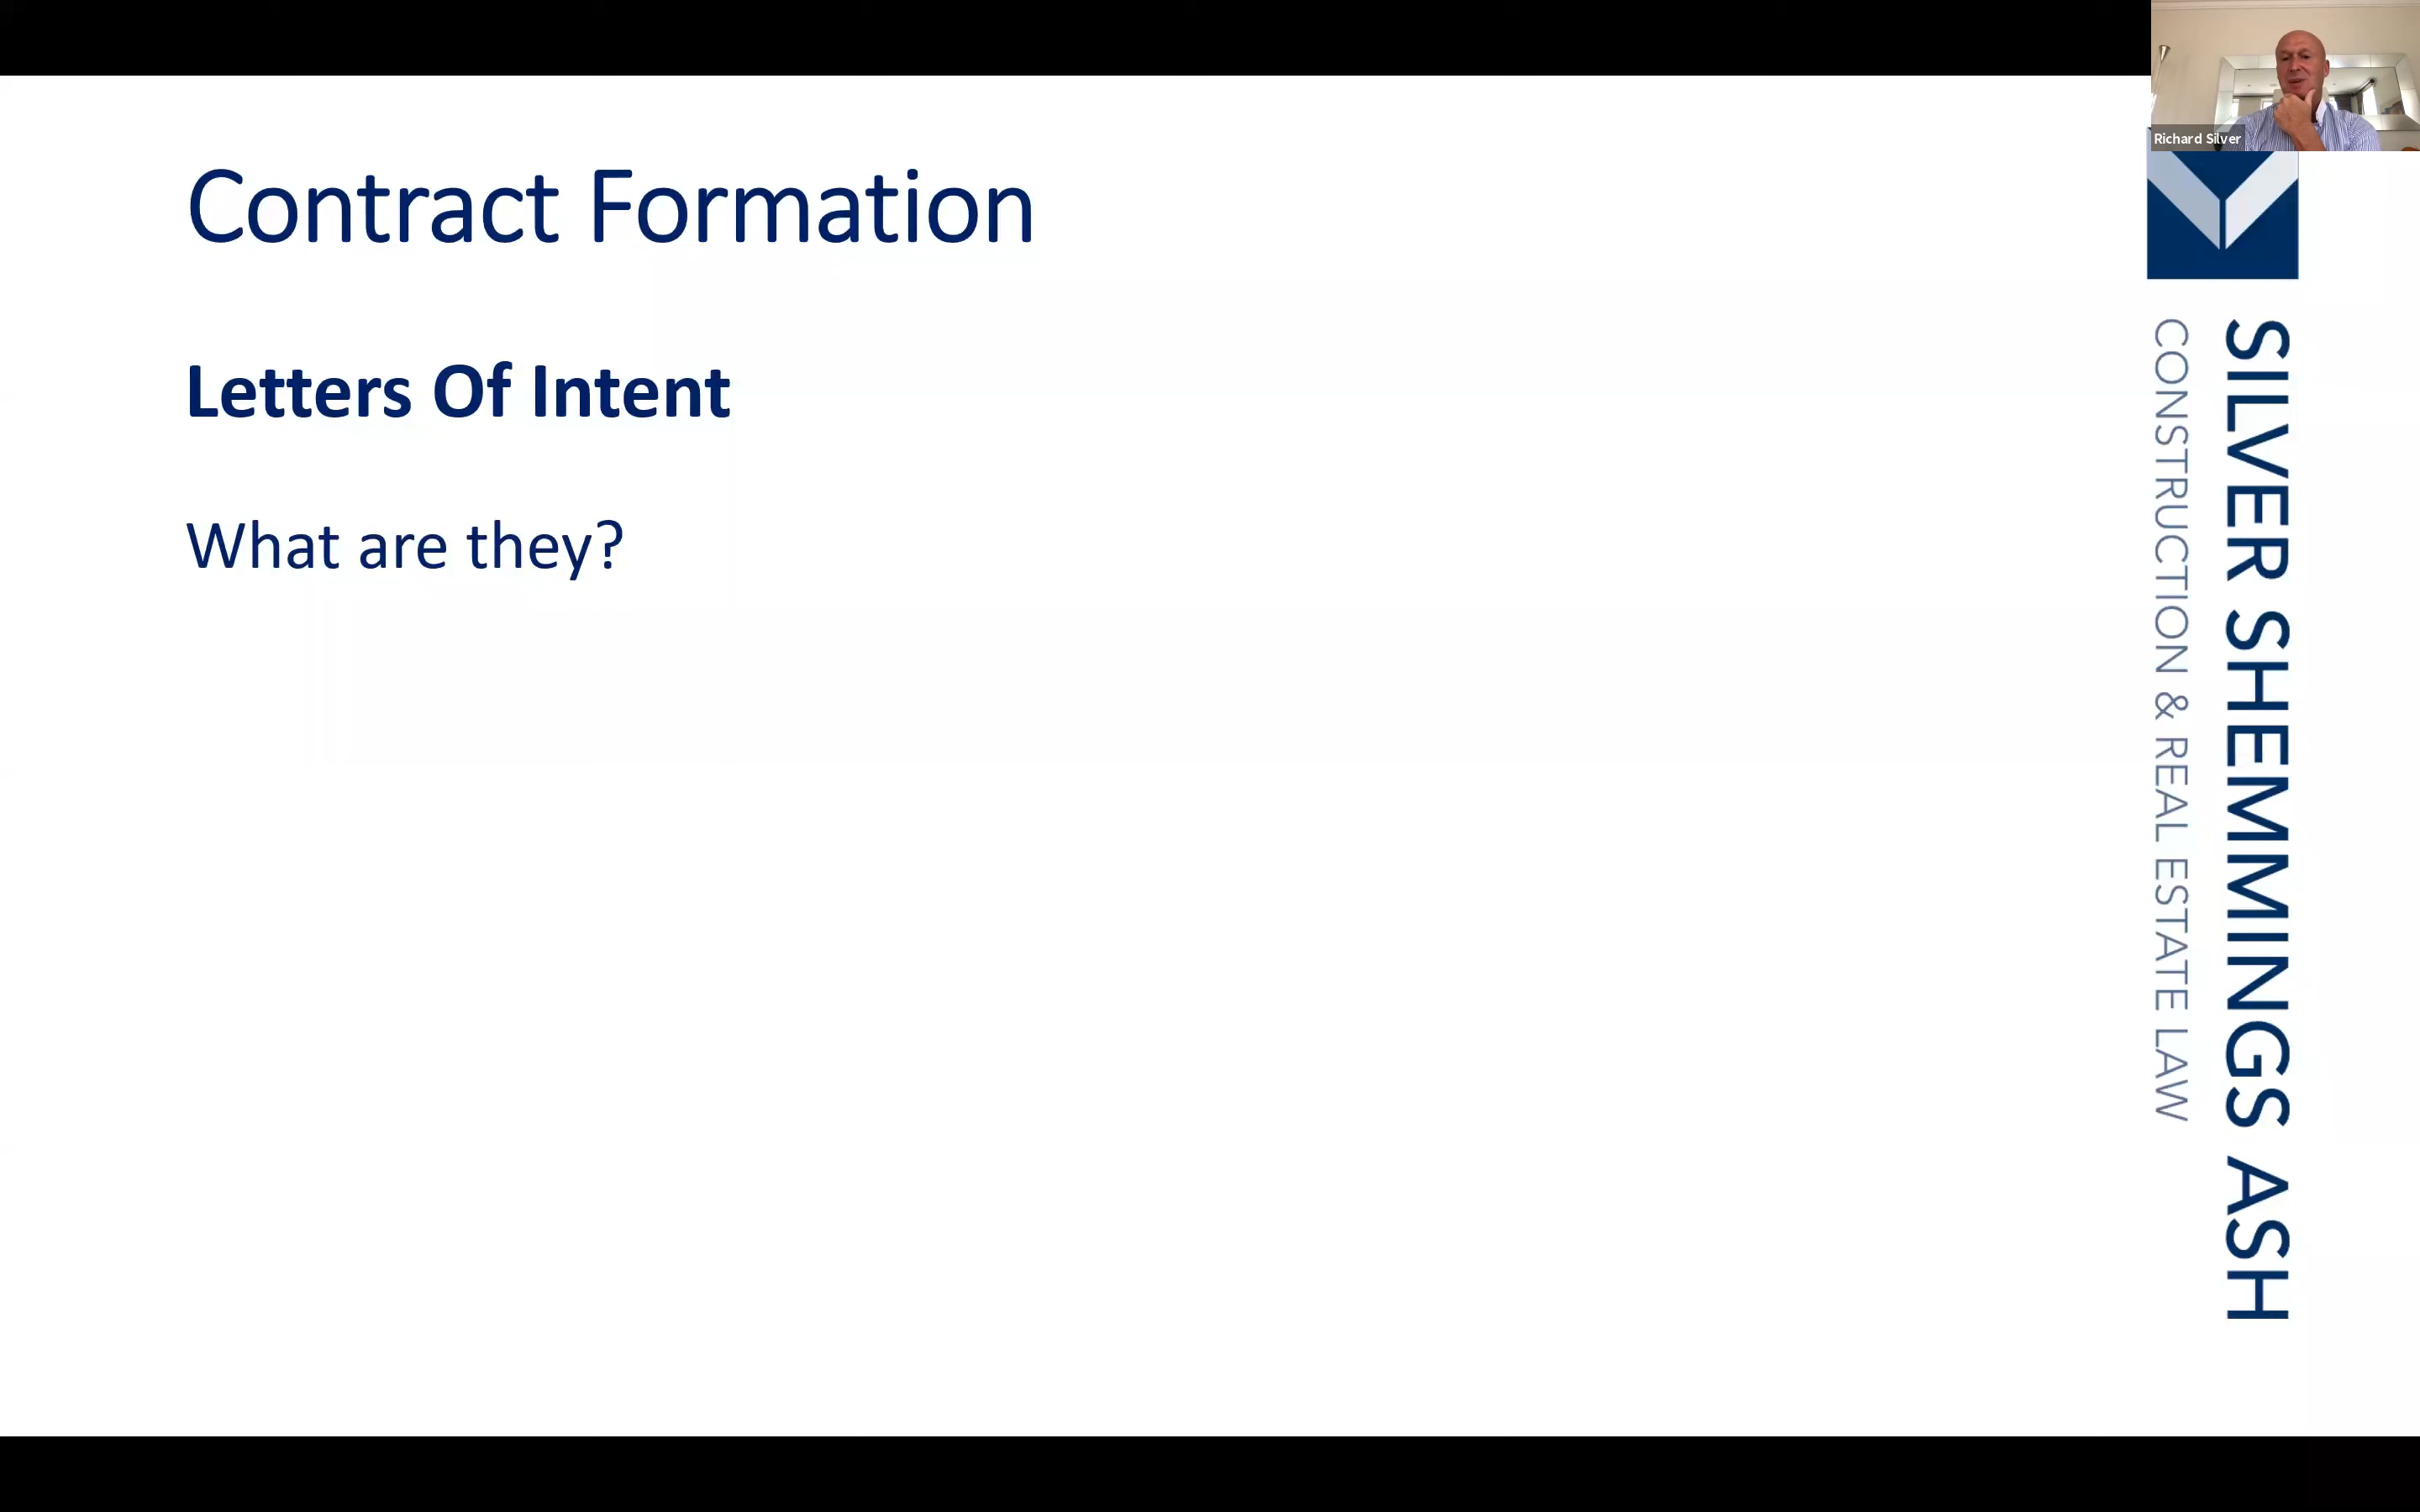 Richard Silver
Contract Formation
Letters Of Intent
What are they?
SILVER SHEMMINGS ASH
CONSTRUCTION & REAL ESTATE LAW